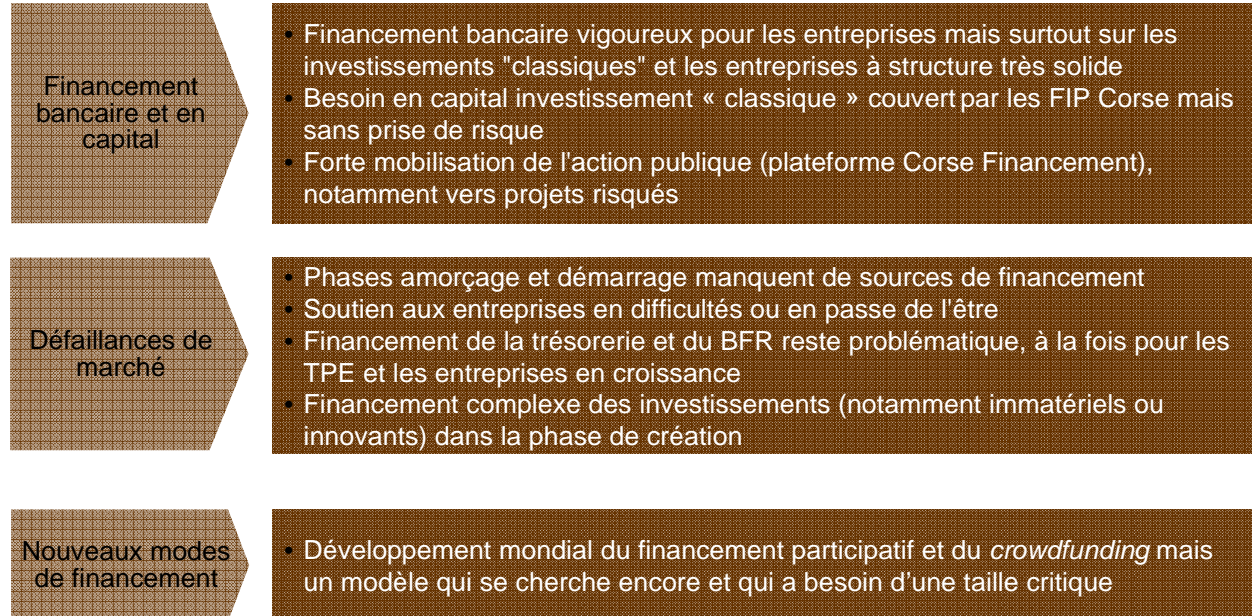 Financement
bancaire et en
capital
• Financement bancaire vigoureux pour les entreprises mais surtout sur les
investissements "classiques" et les entreprises à structure très solide
• Besoin en capital investissement « classique » couvert par les FIP Corse mais
sans prise de risque
• Forte mobilisation de l'action publique (plateforme Corse Financement),
notamment vers projets risqués
Défaillances de
marché
• Phases amorçage et démarrage manquent de sources de financement
• Soutien aux entreprises en difficultés ou en passe de l'être
• Financement de la trésorerie et du BFR reste problématique, à la fois pour les
TPE et les entreprises en croissance
• Financement complexe des investissements (notamment immatériels ou
innovants) dans la phase de création
Nouveaux modes
de financement
• Développement mondial du financement participatif et du crowdfunding mais
un modèle qui se cherche encore et qui a besoin d’une taille critique